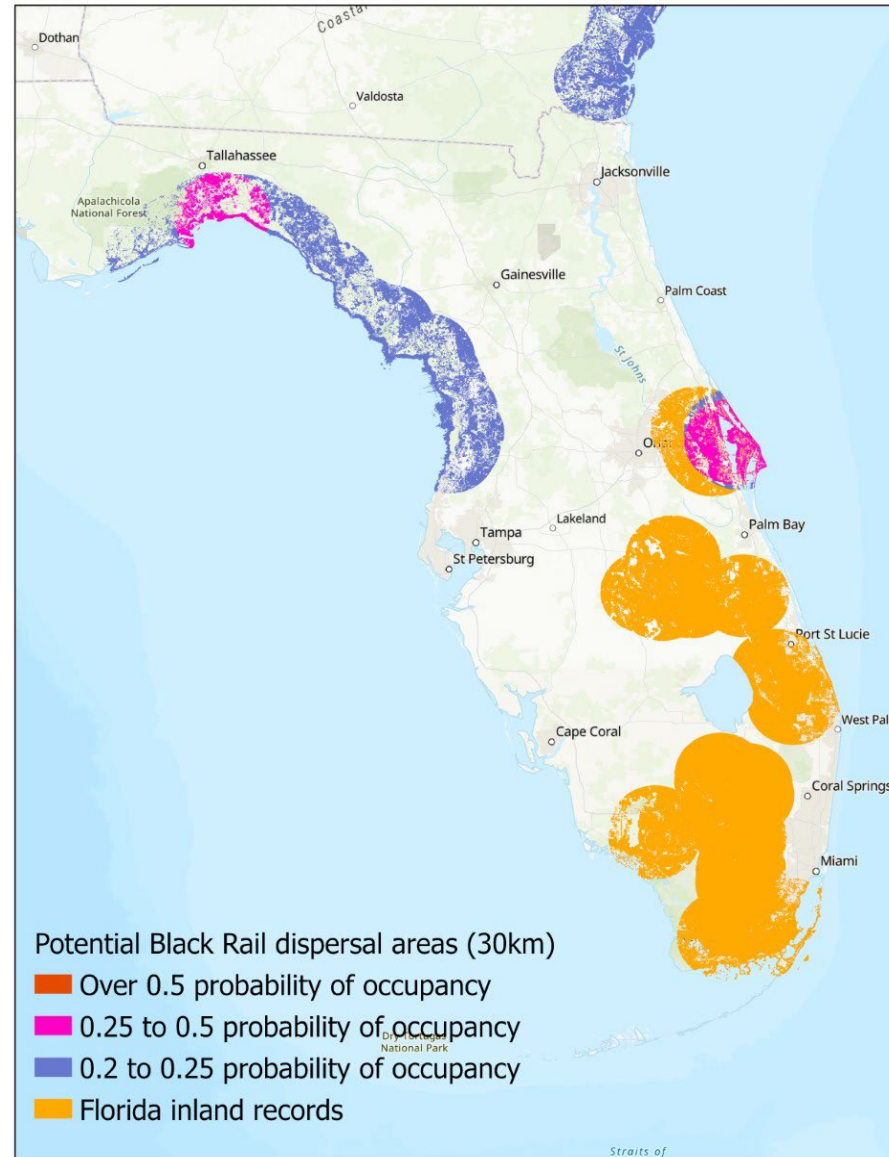 Coastal
Dothan
Valdosta
Tallahassee
Jacksonville
Apalachicola
National Forest
Gainesville
Palm Coast
St Johns
Palm Bay
Lakeland
Tampa
St Petersburg
Port St Lucie
West Pal
Cape Coral
Coral Springs
Miami
Potential Black Rail dispersal areas (30km)
Over 0.5 probability of occupancy
0.25 to 0.5 probability of occupancy
Dry Tortugas
National Park
0.2 to 0.25 probability of occupancy
Florida inland records
Straits of